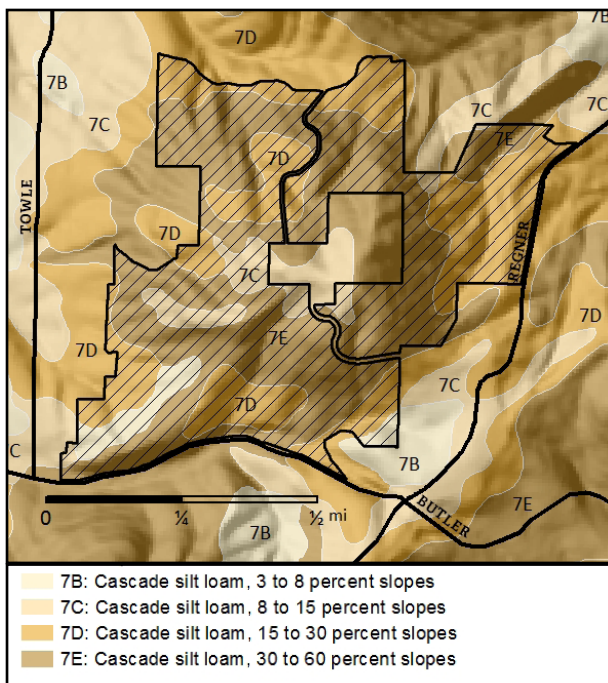 7D
7B
7B
7C
7C
7C
7E
7D
TOWLE
7D
REGNER
7C
7D
7E
7D
7C
7D
C
7B
BUTLER
7E
7B
0 ¼ ½ mi
7B: Cascade silt loam, 3 to 8 percent slopes
7C: Cascade silt loam, 8 to 15 percent slopes
7D: Cascade silt loam, 15 to 30 percent slopes
7E: Cascade silt loam, 30 to 60 percent slopes